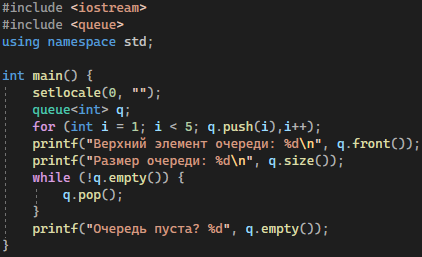 #include <iostream>
#include <queue>
using namespace std;
int main() {
setlocale(0, "");
queue<int> q;
for (int i = 1; i < 5; q.push(i),i++);
printf("Верхний элемент очереди: %d\n", q.front());
printf("Размер очереди: %d\n", q.size());
while (!q.empty()) {
q.pop();
}
printf("Очередь пуста? %d", q.empty());
}